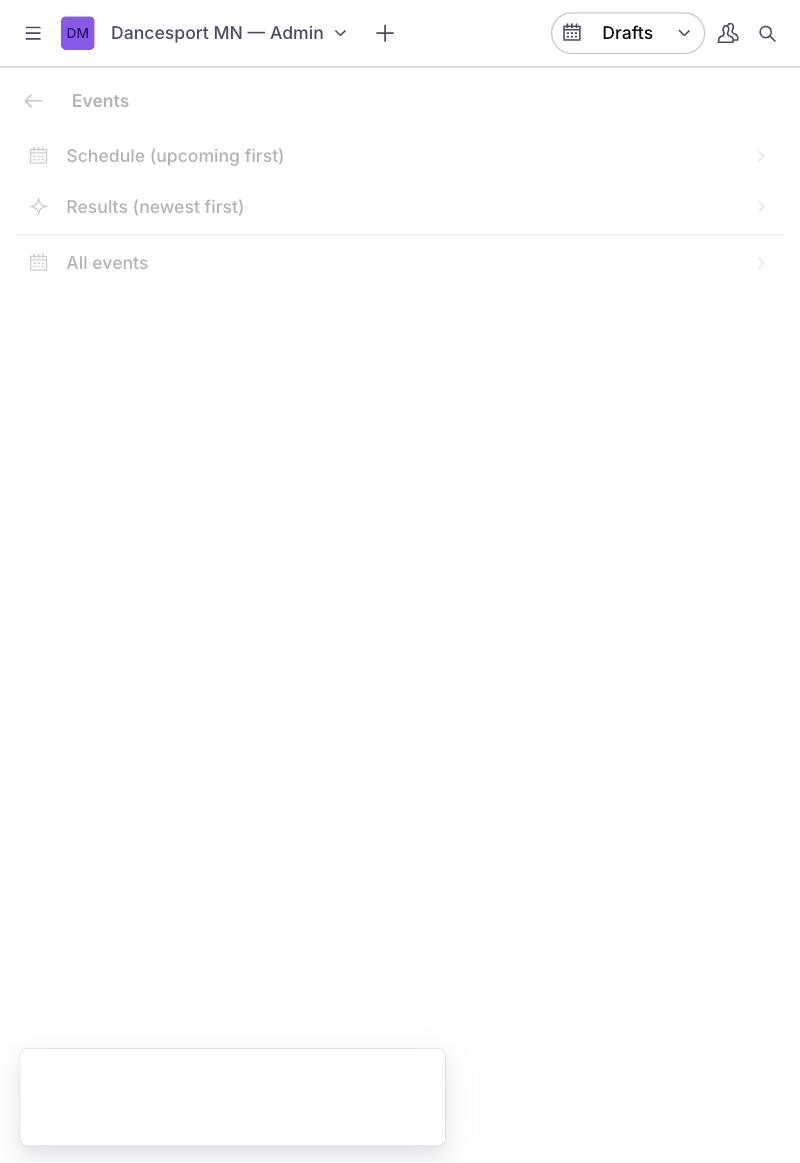 DM Dancesport MN — Admin Drafts
Events
Schedule (upcoming first)
Results (newest first)
All events